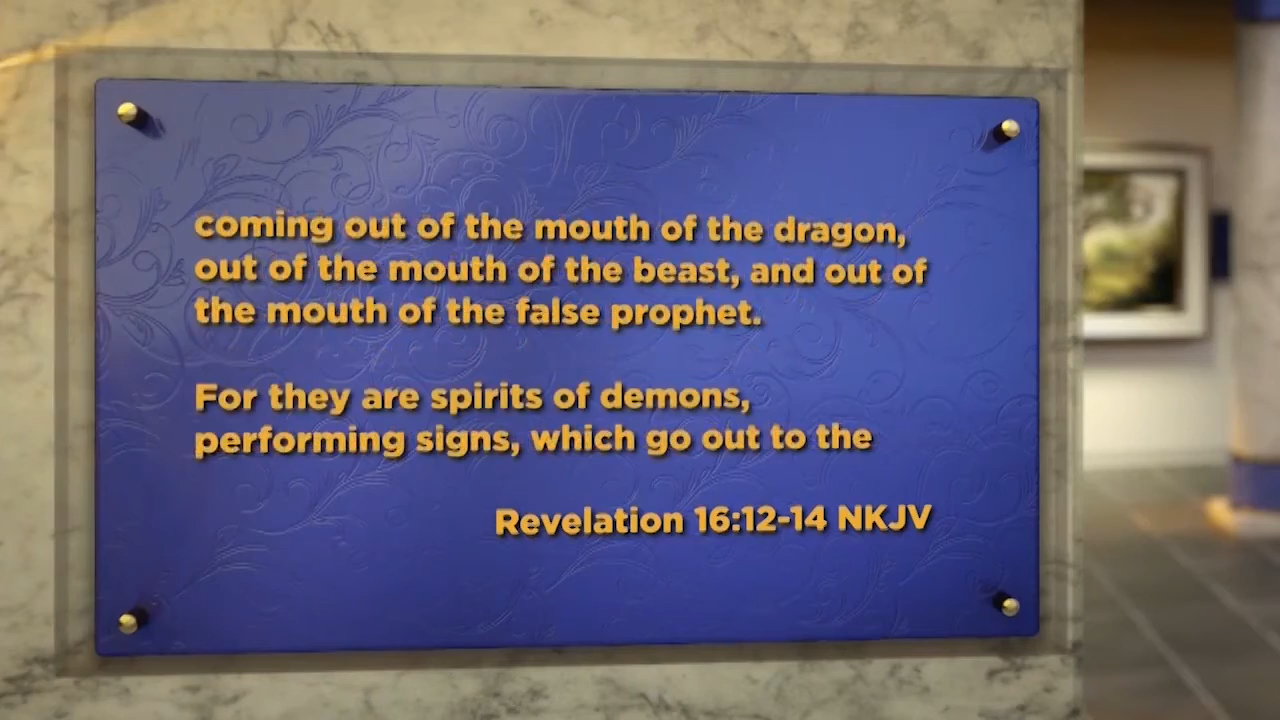 coming out of the mouth of the dragon,
out of the mouth of the beast, and out of
the mouth of the false prophet.
For they are spirits of demons,
performing signs, which go out to the
Revelation 16:12-14 NKJV